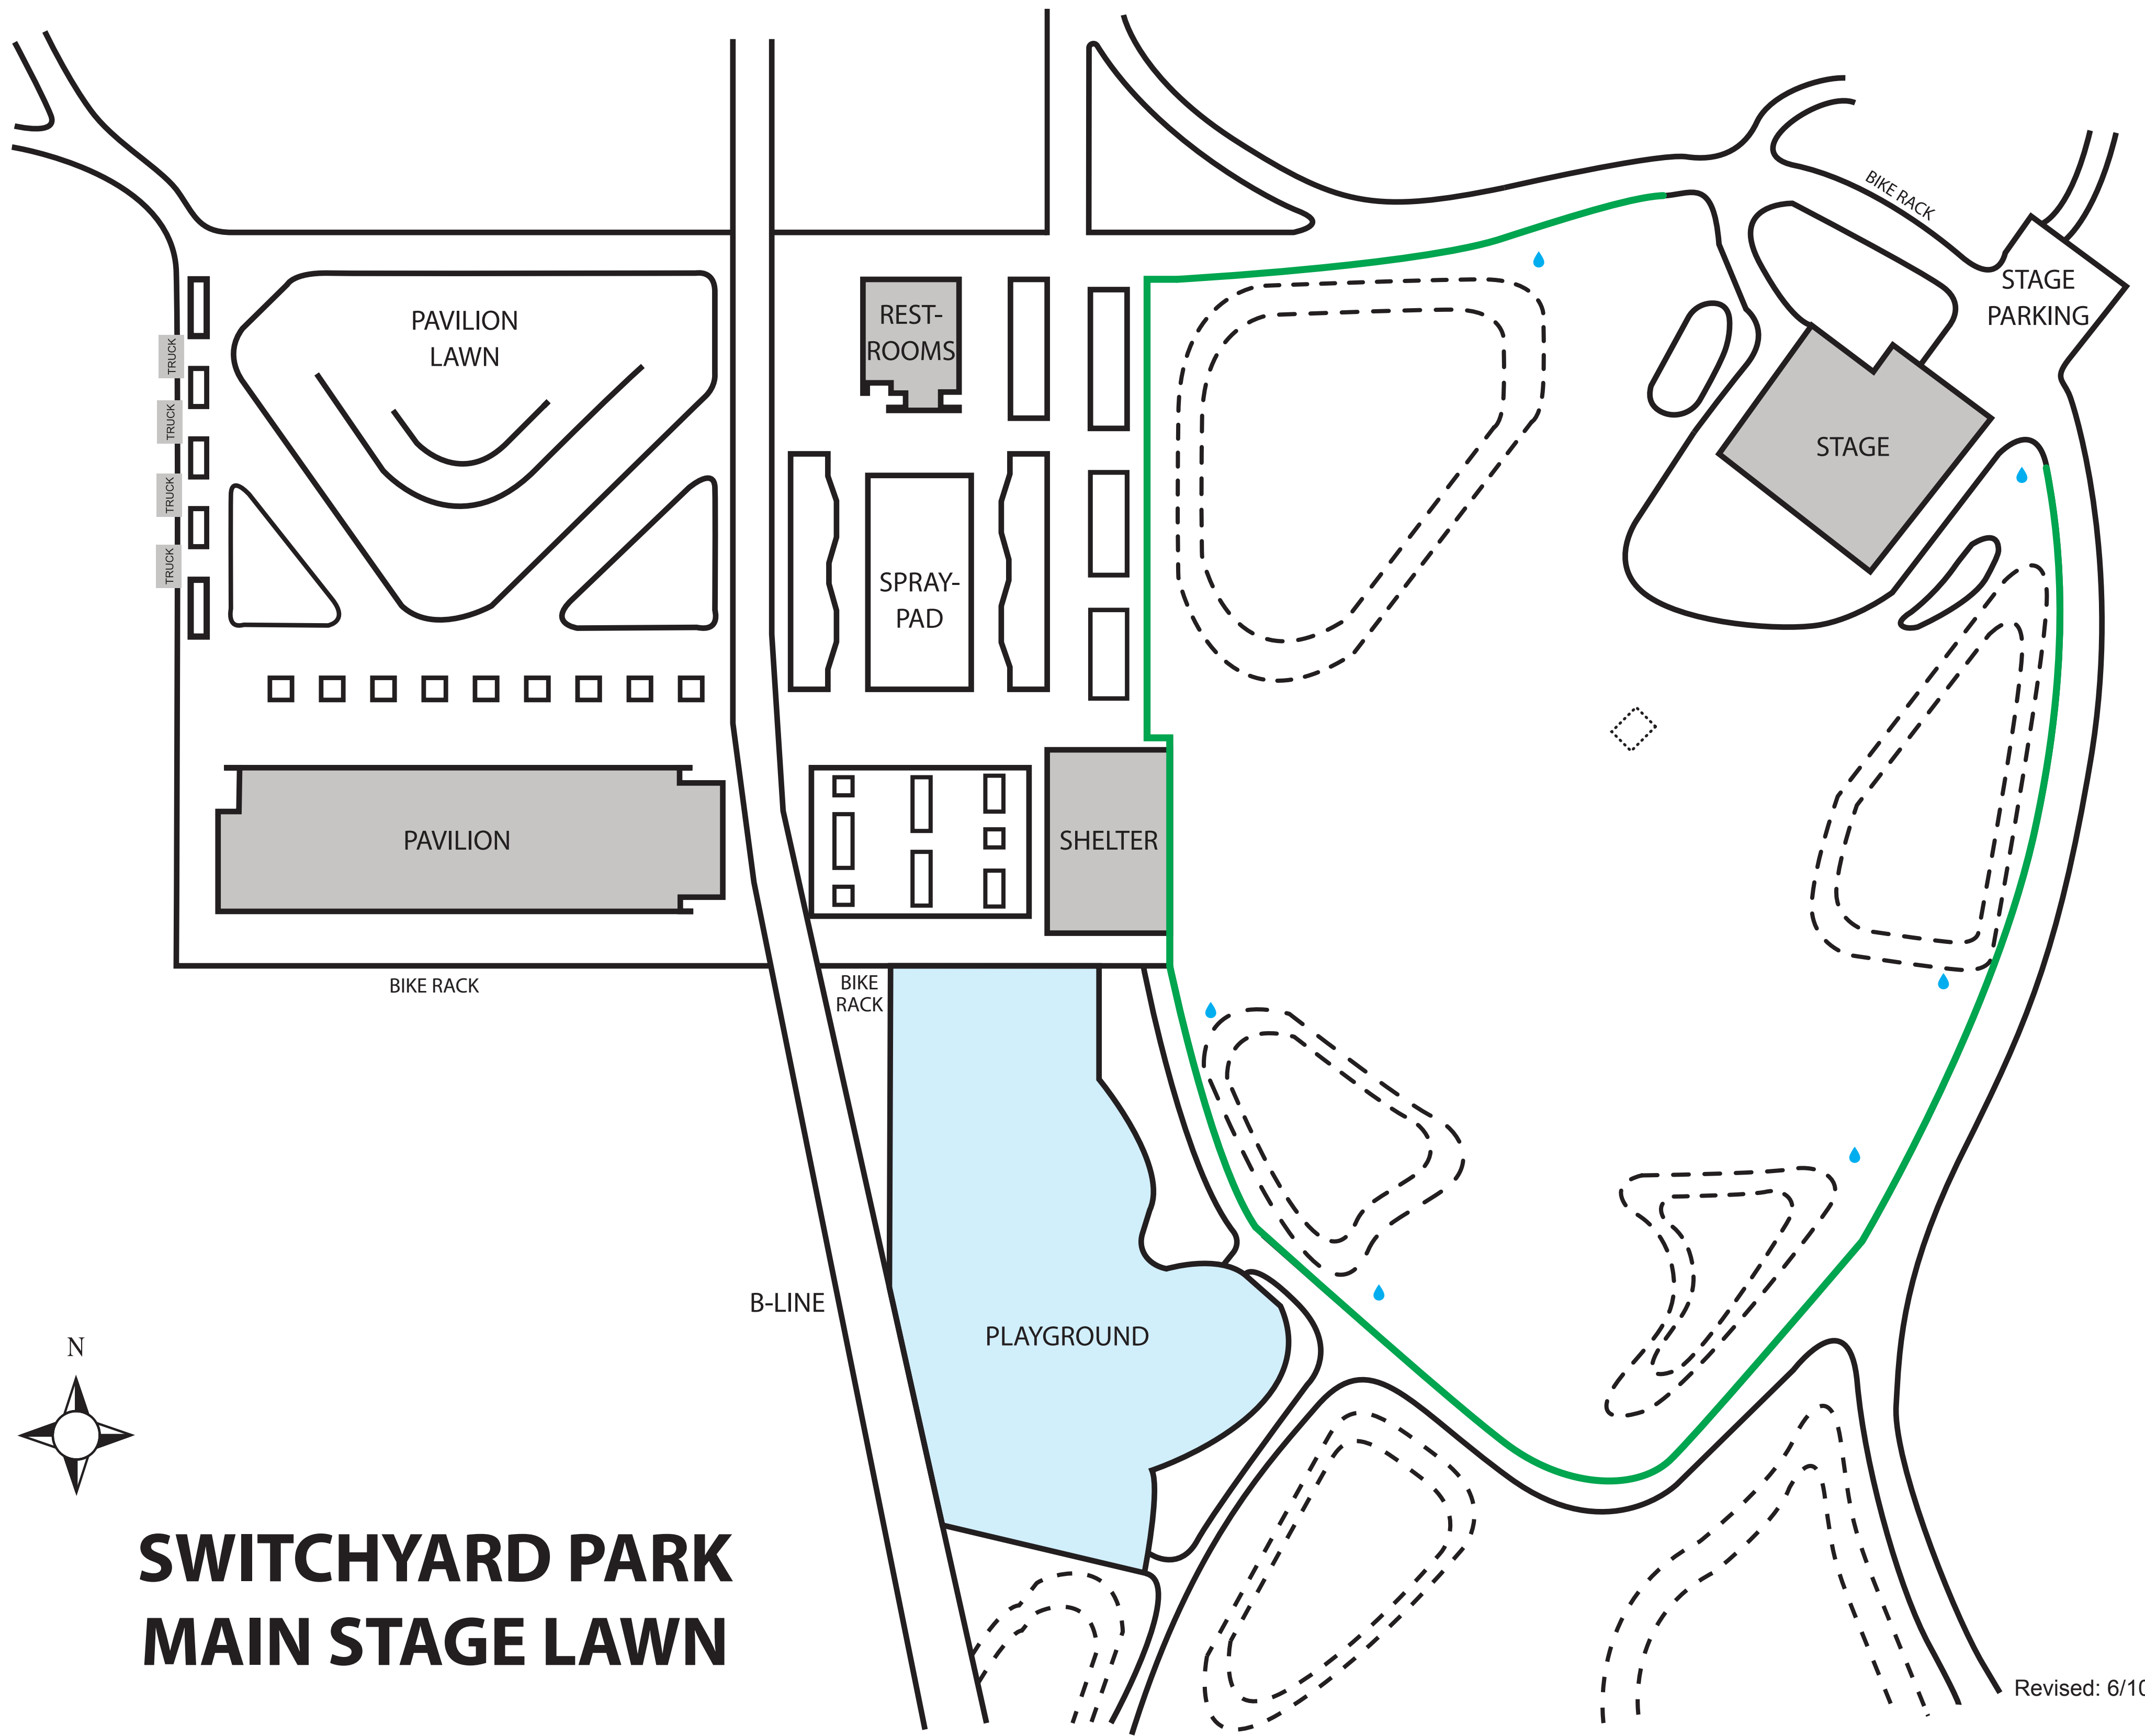 BIKE RACK
STAGE
PARKING
PAVILION
LAWN
REST-
ROOMS
TRUCK
TRUCK
TRUCK
TRUCK
STAGE
SPRAY-
PAD
PAVILION
SHELTER
BIKE RACK
BIKE
RACK
B-LINE
PLAYGROUND
N
SWITCHYARD PARK
MAIN STAGE LAWN
Revised: 6/10